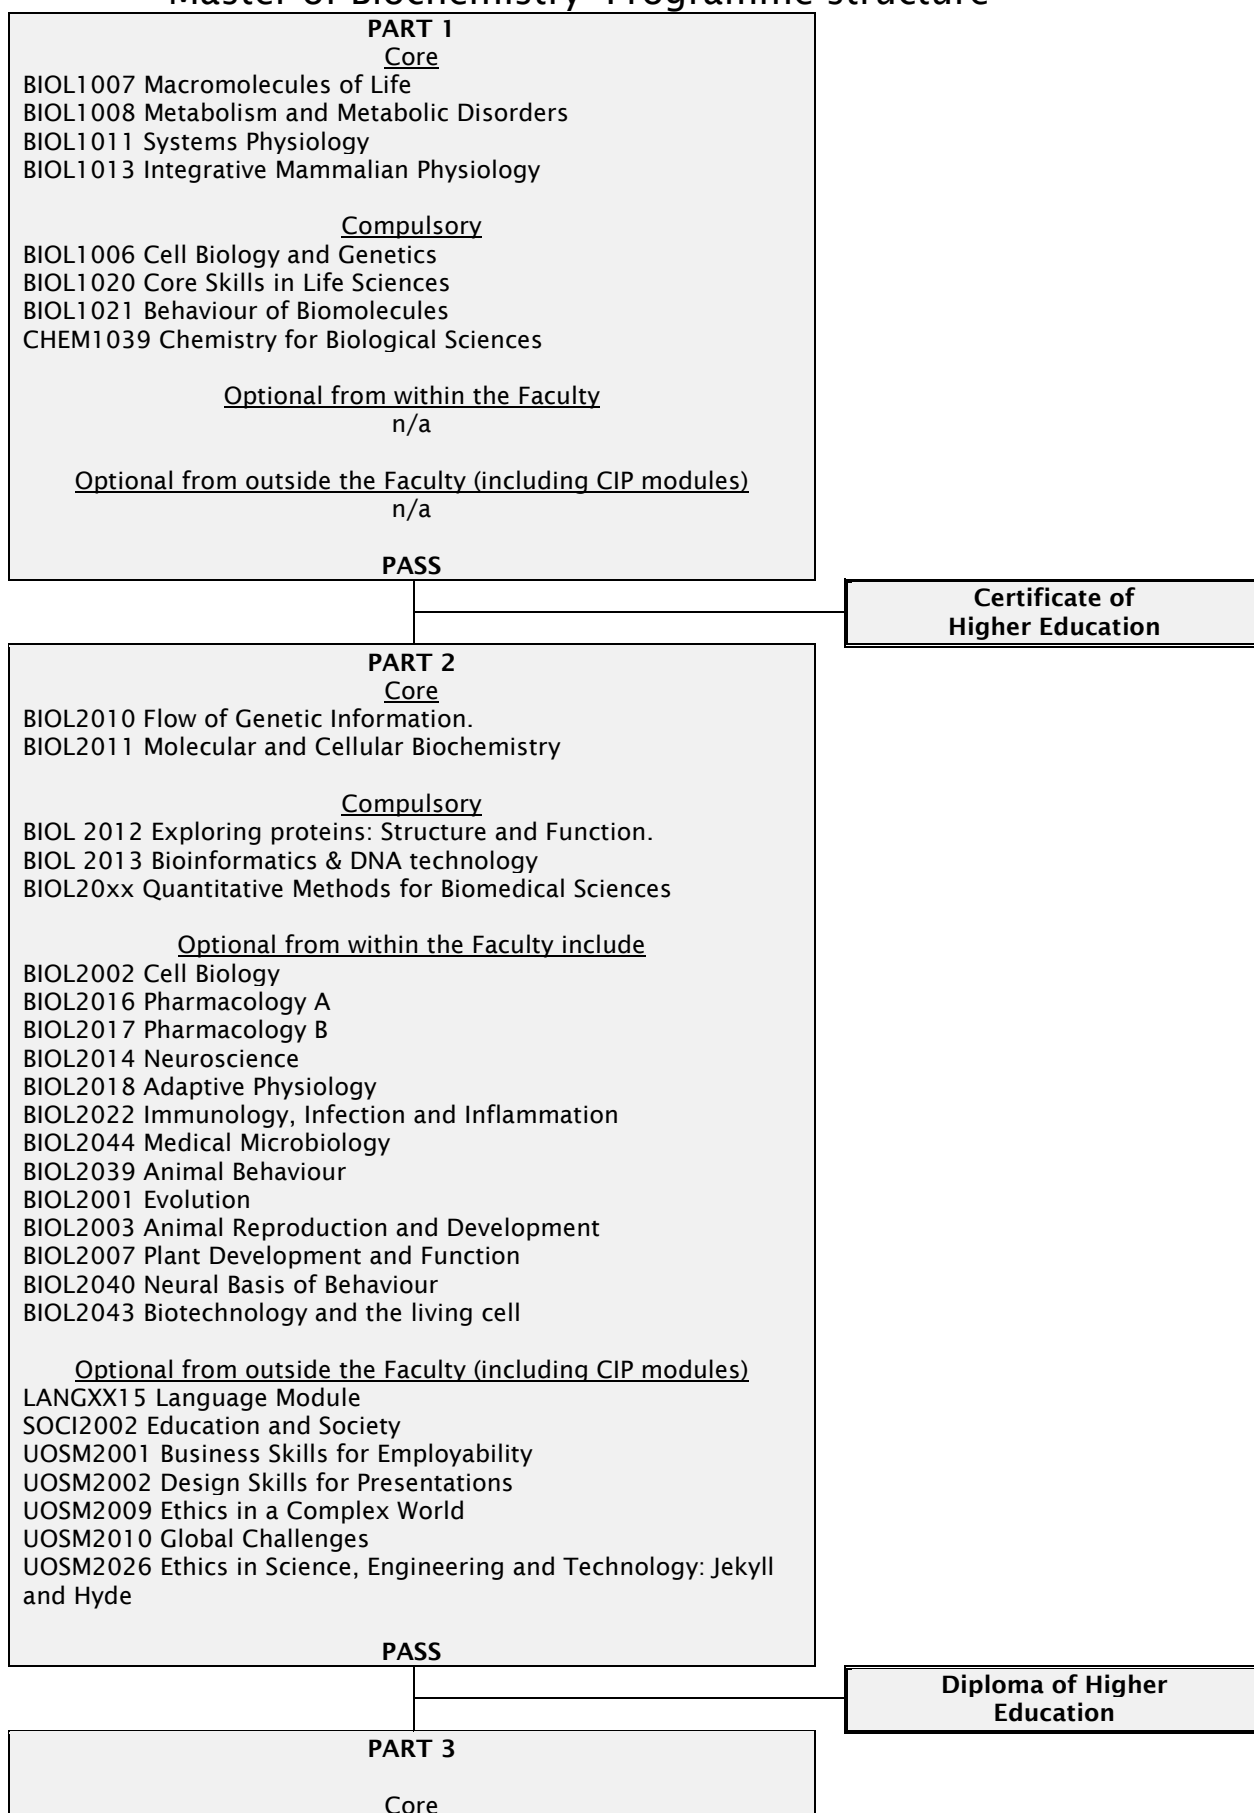 Master of Biochemistry Programme structure
PART 1
Core
BIOL1007 Macromolecules of Life
BIOL1008 Metabolism and Metabolic Disorders
BIOL1011 Systems Physiology
BIOL1013 Integrative Mammalian Physiology
Compulsory
BIOL1006 Cell Biology and Genetics
BIOL1020 Core Skills in Life Sciences
BIOL1021 Behaviour of Biomolecules
CHEM1039 Chemistry for Biological Sciences
Optional from within the Faculty
n/a
Optional from outside the Faculty (including CIP modules)
n/a
PASS
Certificate of
Higher Education
PART 2
Core
BIOL2010 Flow of Genetic Information.
BIOL2011 Molecular and Cellular Biochemistry
Compulsory
BIOL 2012 Exploring proteins: Structure and Function.
BIOL 2013 Bioinformatics & DNA technology
BIOL20xx Quantitative Methods for Biomedical Sciences
Optional from within the Faculty include
BIOL2002 Cell Biology
BIOL2016 Pharmacology A
BIOL2017 Pharmacology B
BIOL2014 Neuroscience
BIOL2018 Adaptive Physiology
BIOL2022 Immunology, Infection and Inflammation
BIOL2044 Medical Microbiology
BIOL2039 Animal Behaviour
BIOL2001 Evolution
BIOL2003 Animal Reproduction and Development
BIOL2007 Plant Development and Function
BIOL2040 Neural Basis of Behaviour
BIOL2043 Biotechnology and the living cell
Optional from outside the Faculty (including CIP modules)
LANGXX15 Language Module
SOCI2002 Education and Society
UOSM2001 Business Skills for Employability
UOSM2002 Design Skills for Presentations
UOSM2009 Ethics in a Complex World
UOSM2010 Global Challenges
UOSM2026 Ethics in Science, Engineering and Technology: Jekyll
and Hyde
PASS
Diploma of Higher
Education
PART 3
Core